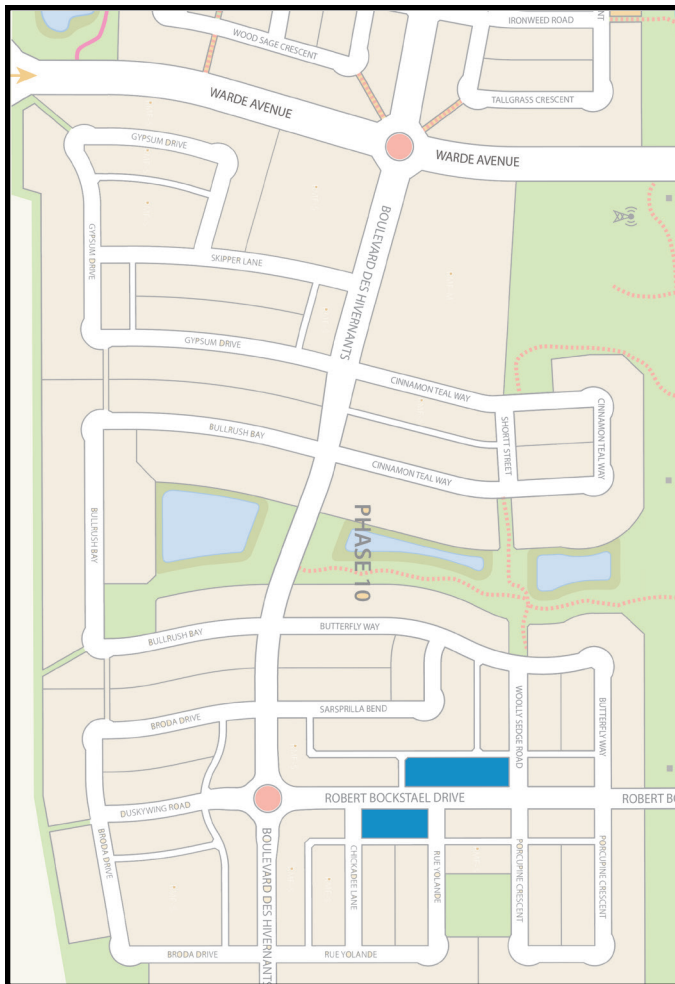 IRONWEED ROAD
NT
WOOD SAGE CRESCENT
WARDE AVENUE
TALLGRASS CRESCENT
GYPSUM DRIVE
WARDE AVENUE
GYPSUM DRIVE
BOULEVARD DES HIVERNANTS
SKIPPER LANE
GYPSUM DRIVE
CINNAMON TEAL WAY
BULLRUSH BAY
SHORTT STREET
CINNAMON TEAL WAY
CINNAMON TEAL WAY
BULLRUSH BAY
PHASE 10
BULLRUSH BAY
BUTTERFLY WAY
WOOLLY SEDGE ROAD
BUTTERFLY WAY
BRODA DRIVE
SARSPRILLA BEND
DUSKYWING ROAD
ROBERT BOCKSTAEL DRIVE
ROBERT BO
BRODA DRIVE
BOULEVARD DES HIVERNANTS
CHICKADEE LANE
RUE YOLANDE
PORCUPINE CRESCENT
PORCUPINE CRESCENT
BRODA DRIVE
RUE YOLANDE